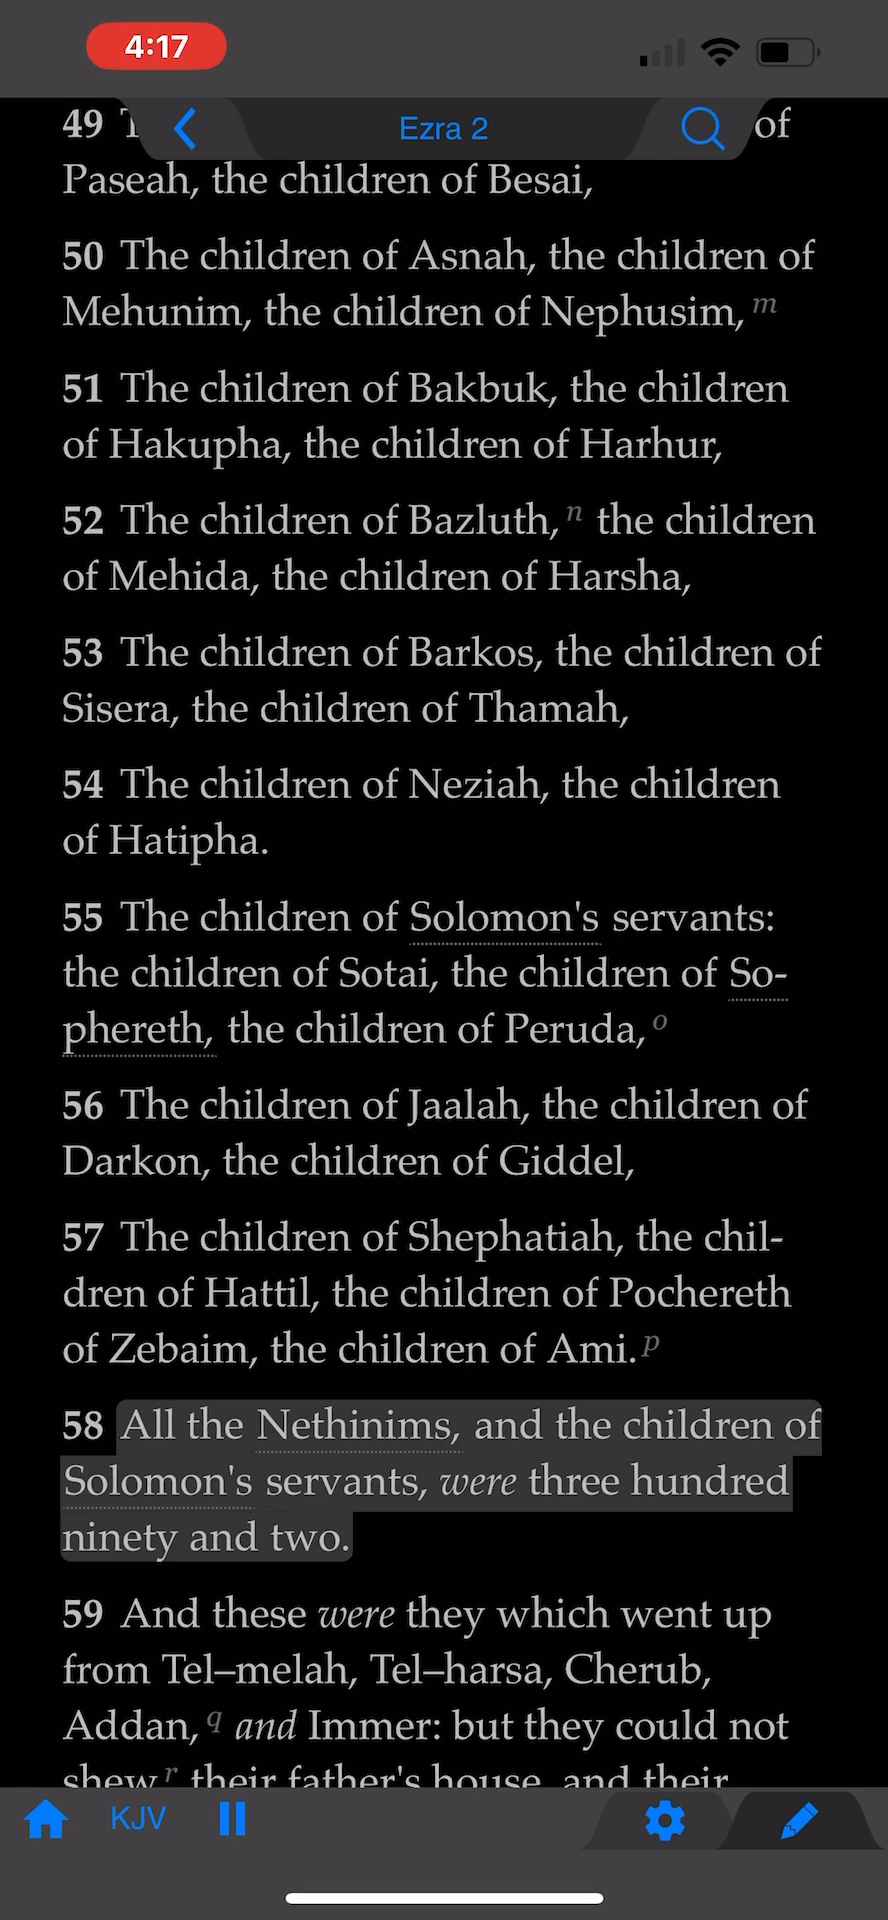 4:17
Ezra 2
49 of
Paseah, the children of Besai,
50 The children of Asnah, the children of
Mehunim, the children of Nephusim, m
51 The children of Bakbuk, the children
of Hakupha, the children of Harhur,
52 The children of Bazluth, n the children
of Mehida, the children of Harsha,
53 The children of Barkos, the children of
Sisera, the children of Thamah,
54 The children of Neziah, the children
of Hatipha.
55 The children of Solomon's servants:
the children of Sotai, the children of So-
phereth, the children of Peruda, o
56 The children of Jaalah, the children of
Darkon, the children of Giddel,
57 The children of Shephatiah, the chil-
dren of Hattil, the children of Pochereth
of Zebaim, the children of Ami. p
58 All the Nethinims, and the children of
Solomon's servants, were three hundred
ninety and two.
59 And these were they which went up
from Tel–melah, Tel–harsa, Cherub,
Addan, q and Immer: but they could not
shew r their father's house, and their
KJV